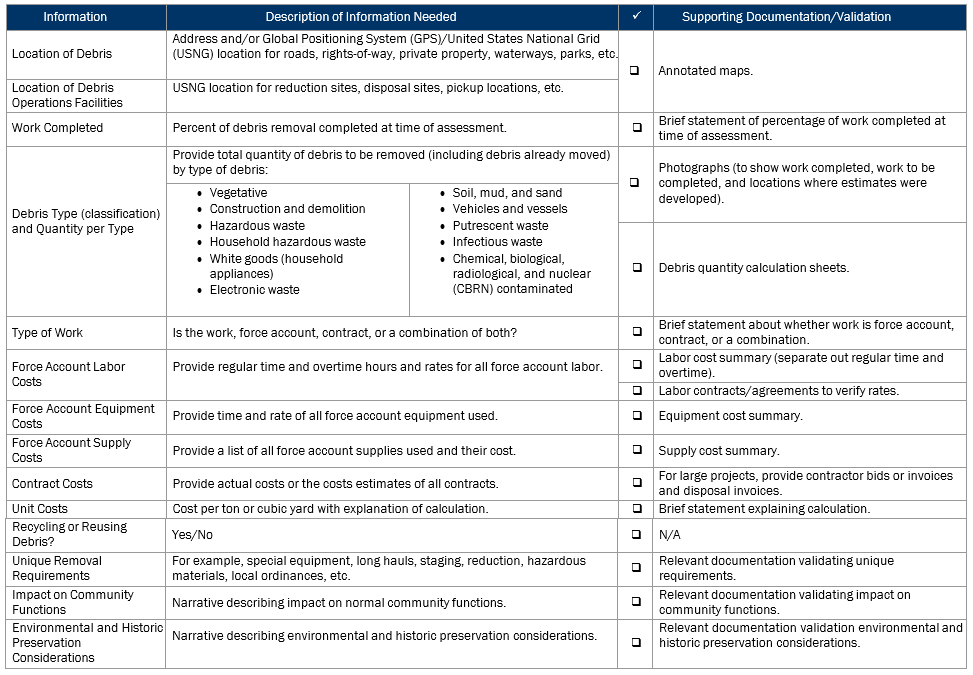 Information
Description of Information Needed
✓
Supporting Documentation/Validation
Location of Debris
Address and/or Global Positioning System (GPS)/United States National Grid
(USNG) location for roads, rights-of-way, private property, waterways, parks, etc.
❑
Annotated maps.
Location of Debris
Operations Facilities
USNG location for reduction sites, disposal sites, pickup locations, etc.
Work Completed
Percent of debris removal completed at time of assessment.
❑
Brief statement of percentage of work completed at
time of assessment.
Debris Type (classification)
and Quantity per Type
Provide total quantity of debris to be removed (including debris already moved)
by type of debris:
• Vegetative
• Construction and demolition
• Hazardous waste
• Household hazardous waste
• White goods (household
appliances)
• Electronic waste
• Soil, mud, and sand
• Vehicles and vessels
• Putrescent waste
• Infectious waste
• Chemical, biological,
radiological, and nuclear
(CBRN) contaminated
❑
Photographs (to show work completed, work to be
completed, and locations where estimates were
developed).
❑
Debris quantity calculation sheets.
Type of Work
Is the work, force account, contract, or a combination of both?
❑
Brief statement about whether work is force account,
contract, or a combination.
Force Account Labor
Costs
Provide regular time and overtime hours and rates for all force account labor.
❑
Labor cost summary (separate out regular time and
overtime).
❑
Labor contracts/agreements to verify rates.
Force Account Equipment
Costs
Provide time and rate of all force account equipment used.
❑
Equipment cost summary.
Force Account Supply
Costs
Provide a list of all force account supplies used and their cost.
❑
Supply cost summary.
Contract Costs
Provide actual costs or the costs estimates of all contracts.
❑
For large projects, provide contractor bids or invoices
and disposal invoices.
Unit Costs
Cost per ton or cubic yard with explanation of calculation.
❑
Brief statement explaining calculation.
Recycling or Reusing
Debris?
Yes/No
❑
N/A
Unique Removal
Requirements
For example, special equipment, long hauls, staging, reduction, hazardous
materials, local ordinances, etc.
❑
Relevant documentation validating unique
requirements.
Impact on Community
Functions
Narrative describing impact on normal community functions.
❑
Relevant documentation validating impact on
community functions.
Environmental and Historic
Preservation
Considerations
Narrative describing environmental and historic preservation considerations.
❑
Relevant documentation validation environmental and
historic preservation considerations.